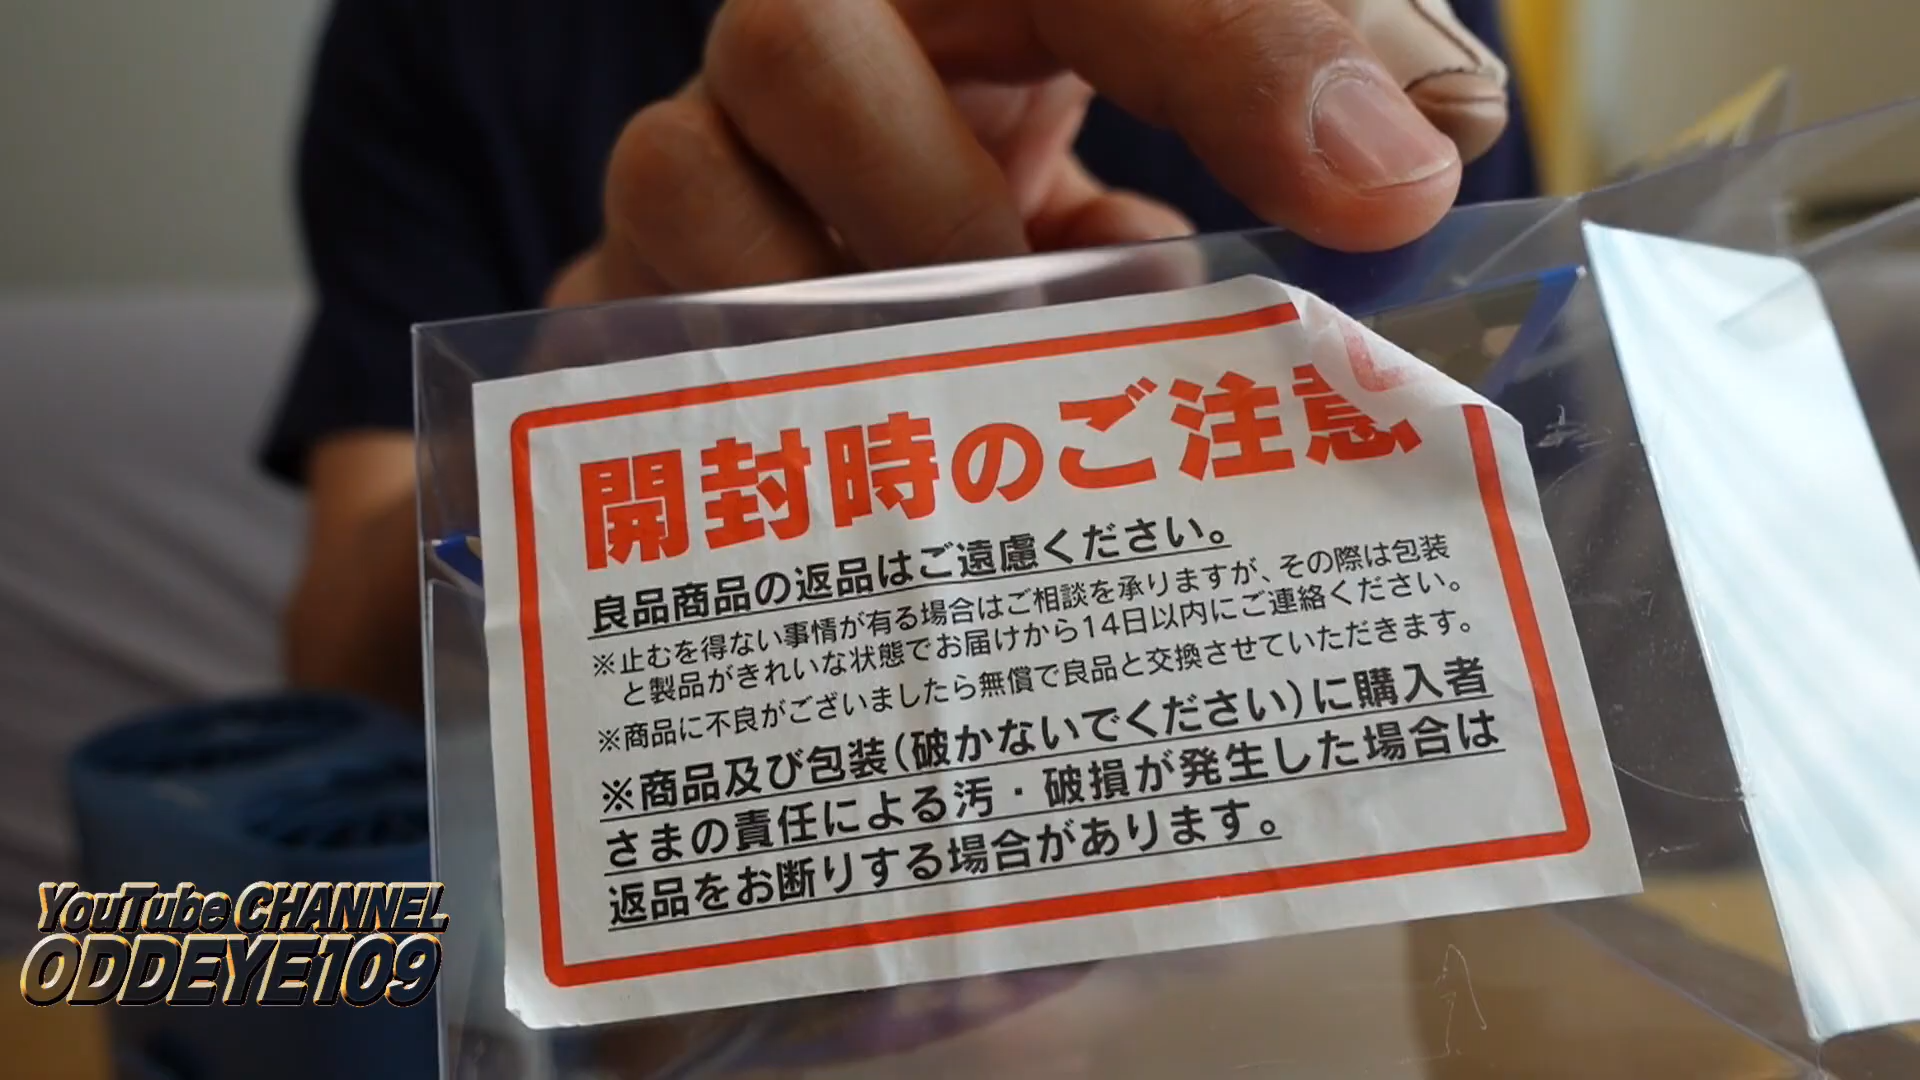 開封時のご注意
良品商品の返品はご遠慮ください。
※止むを得ない事情が有る場合はご相談を承りますが、その際は包装
と製品がきれいな状態でお届けから14日以内にご連絡ください。
※商品に不良がございましたら無償で良品と交換させていただきます。
※商品及び包装(破かないでください)に購入者
さまの責任による汚・破損が発生した場合は
返品をお断りする場合があります。
YouTube CHANNEL
ODDEYE109